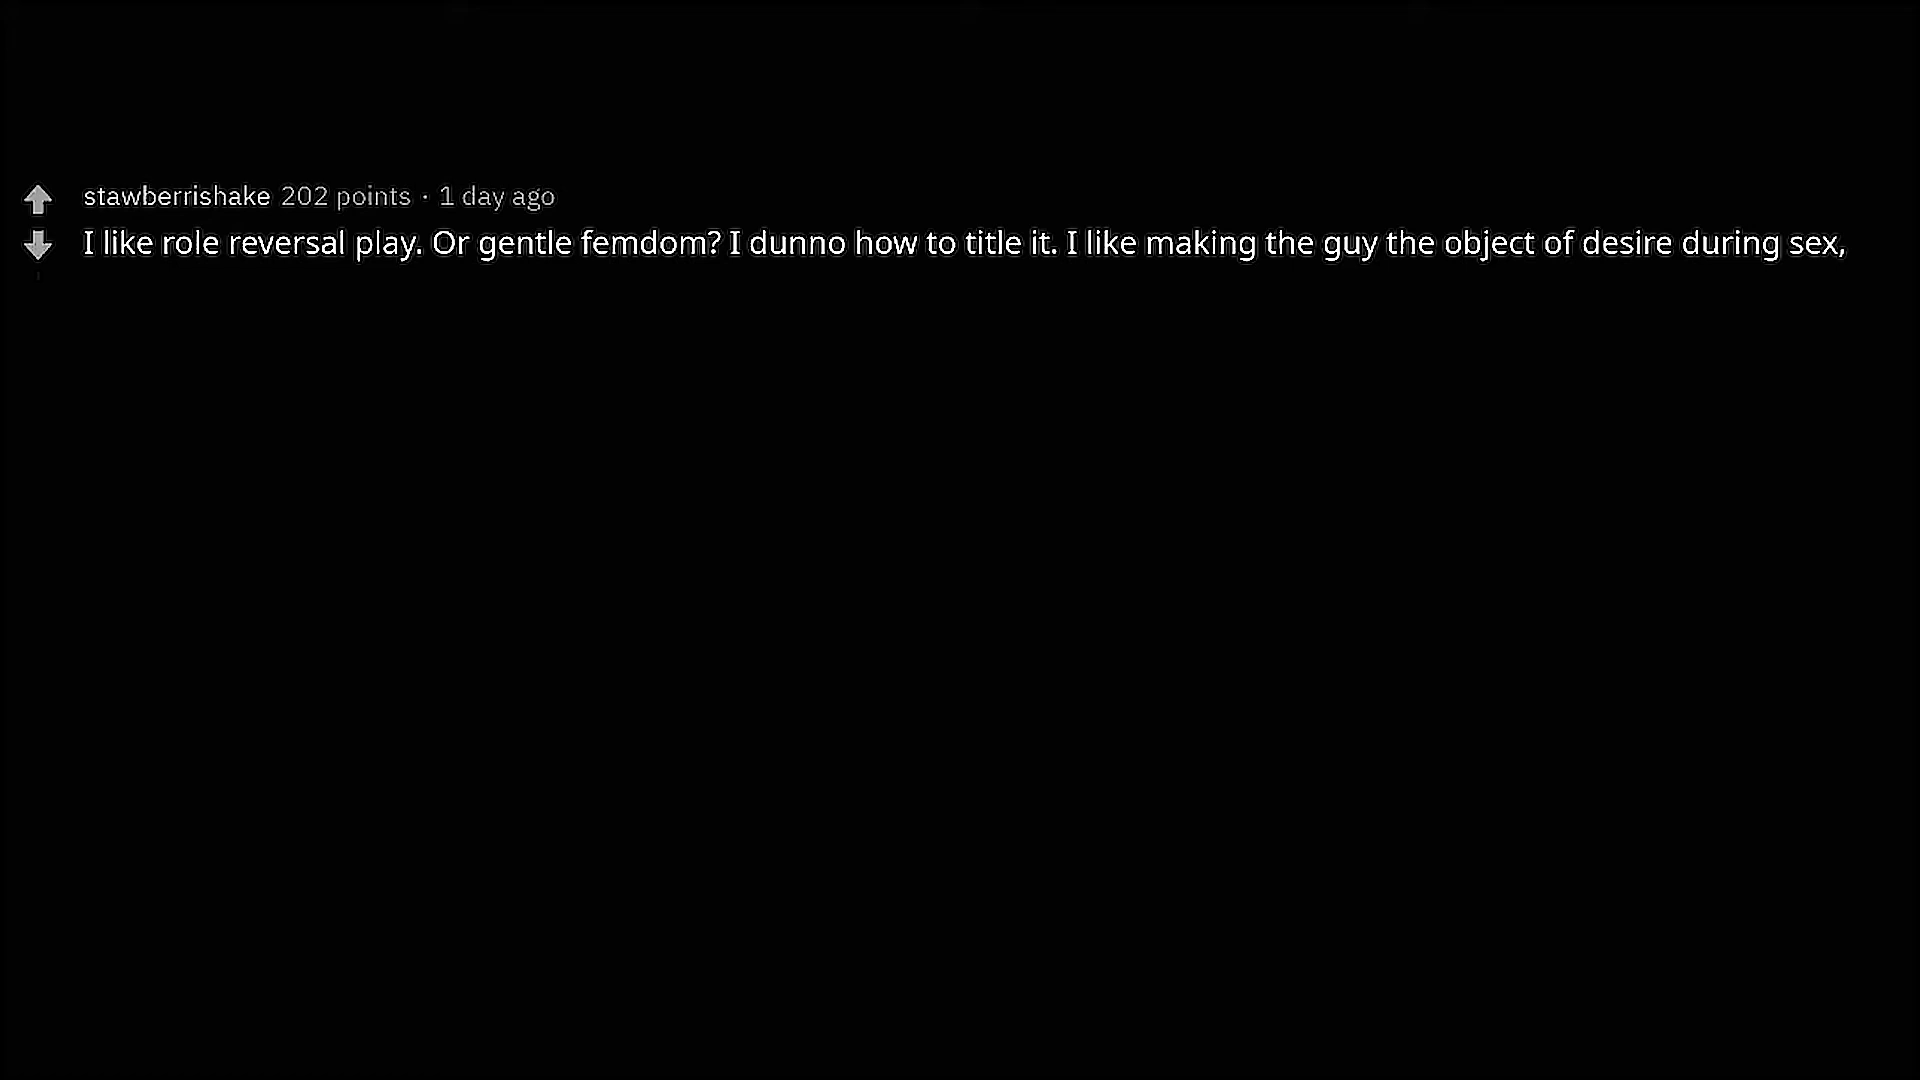 stawberrishake 202 points · 1 day ago
I like role reversal play. Or gentle femdom? I dunno how to title it. I like making the guy the object of desire during sex,